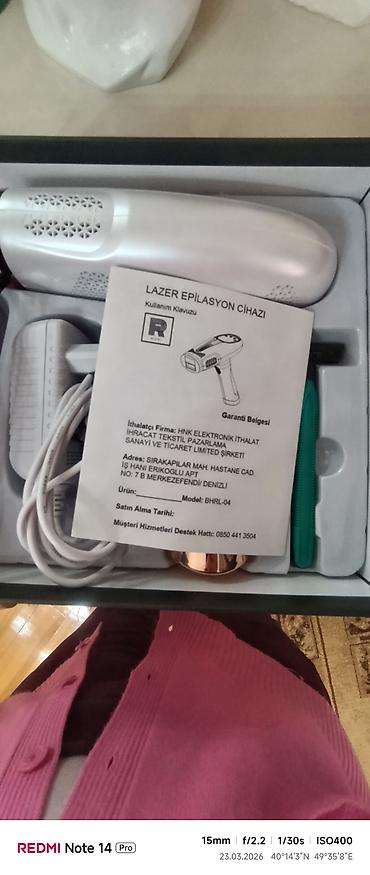 LAZER EPİLASYON CİHAZI
Kullanım Klavuzu
R
Garanti Belgesi
İthalatçı Firma: HNK ELEKTRONİK İTHALAT
İHRACAT TEKSTİL PAZARLAMA
SANAYİ VE TİCARET LİMİTED ŞİRKETİ
Adres: SIRAKAPILAR MAH. HASTANE CAD.
İŞ HANI ERİKOĞLU APT
NO: 7 B MERKEZEFENDİ/ DENİZLİ
Ürün:____________Model: BHRL-04
Satın Alma Tarihi:
Müşteri Hizmetleri Destek Hattı: 0850 441 3504
REDMI Note 14 Pro
15mm | f/2.2 | 1/30s | ISO400
23.03.2026 40°14'3"N 49°35'8"E